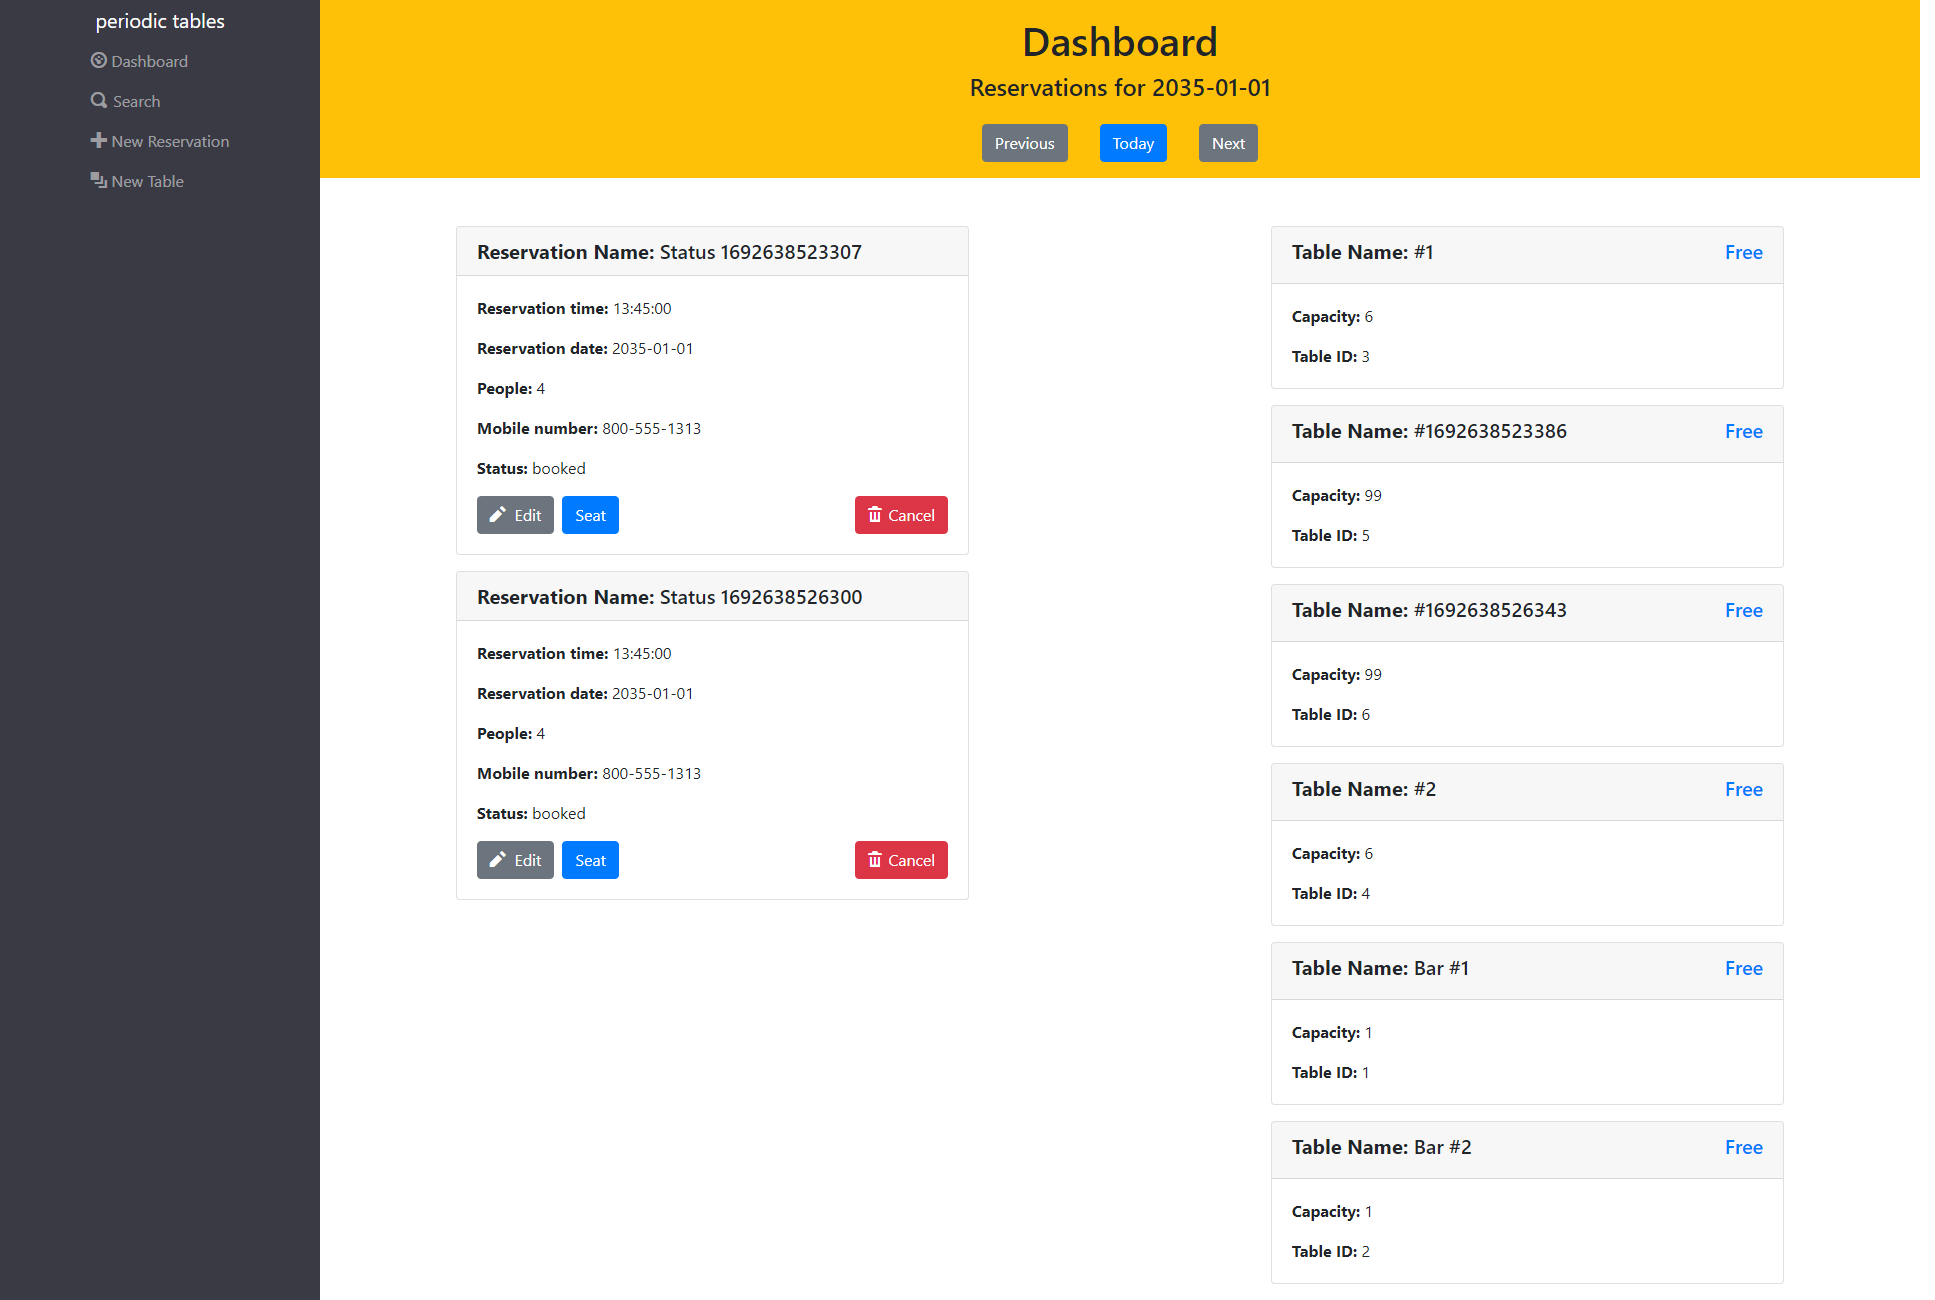 periodic tables
Dashboard
Search
New Reservation
New Table
Dashboard
Reservations for 2035-01-01
Previous Today Next
Reservation Name: Status 1692638523307
Reservation time: 13:45:00
Reservation date: 2035-01-01
People: 4
Mobile number: 800-555-1313
Status: booked
Edit Seat Cancel
Reservation Name: Status 1692638526300
Reservation time: 13:45:00
Reservation date: 2035-01-01
People: 4
Mobile number: 800-555-1313
Status: booked
Edit Seat Cancel
Table Name: #1 Free
Capacity: 6
Table ID: 3
Table Name: #1692638523386 Free
Capacity: 99
Table ID: 5
Table Name: #1692638526343 Free
Capacity: 99
Table ID: 6
Table Name: #2 Free
Capacity: 6
Table ID: 4
Table Name: Bar #1 Free
Capacity: 1
Table ID: 1
Table Name: Bar #2 Free
Capacity: 1
Table ID: 2